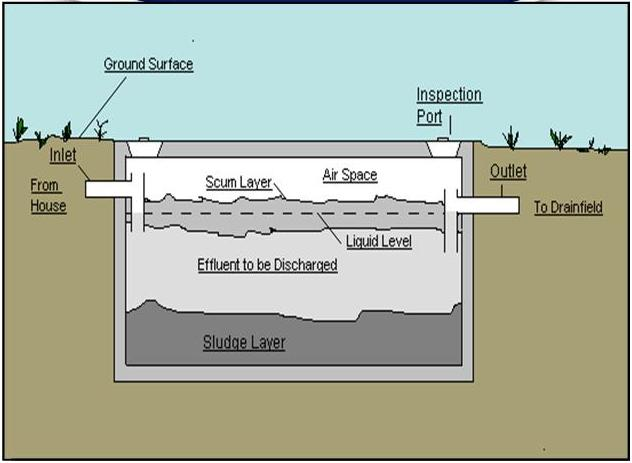 Ground Surface
Inspection
Port
Inlet
From
House
Scum Layer
Air Space
Outlet
To Drainfield
Liquid Level
Effluent to be Discharged
Sludge Layer